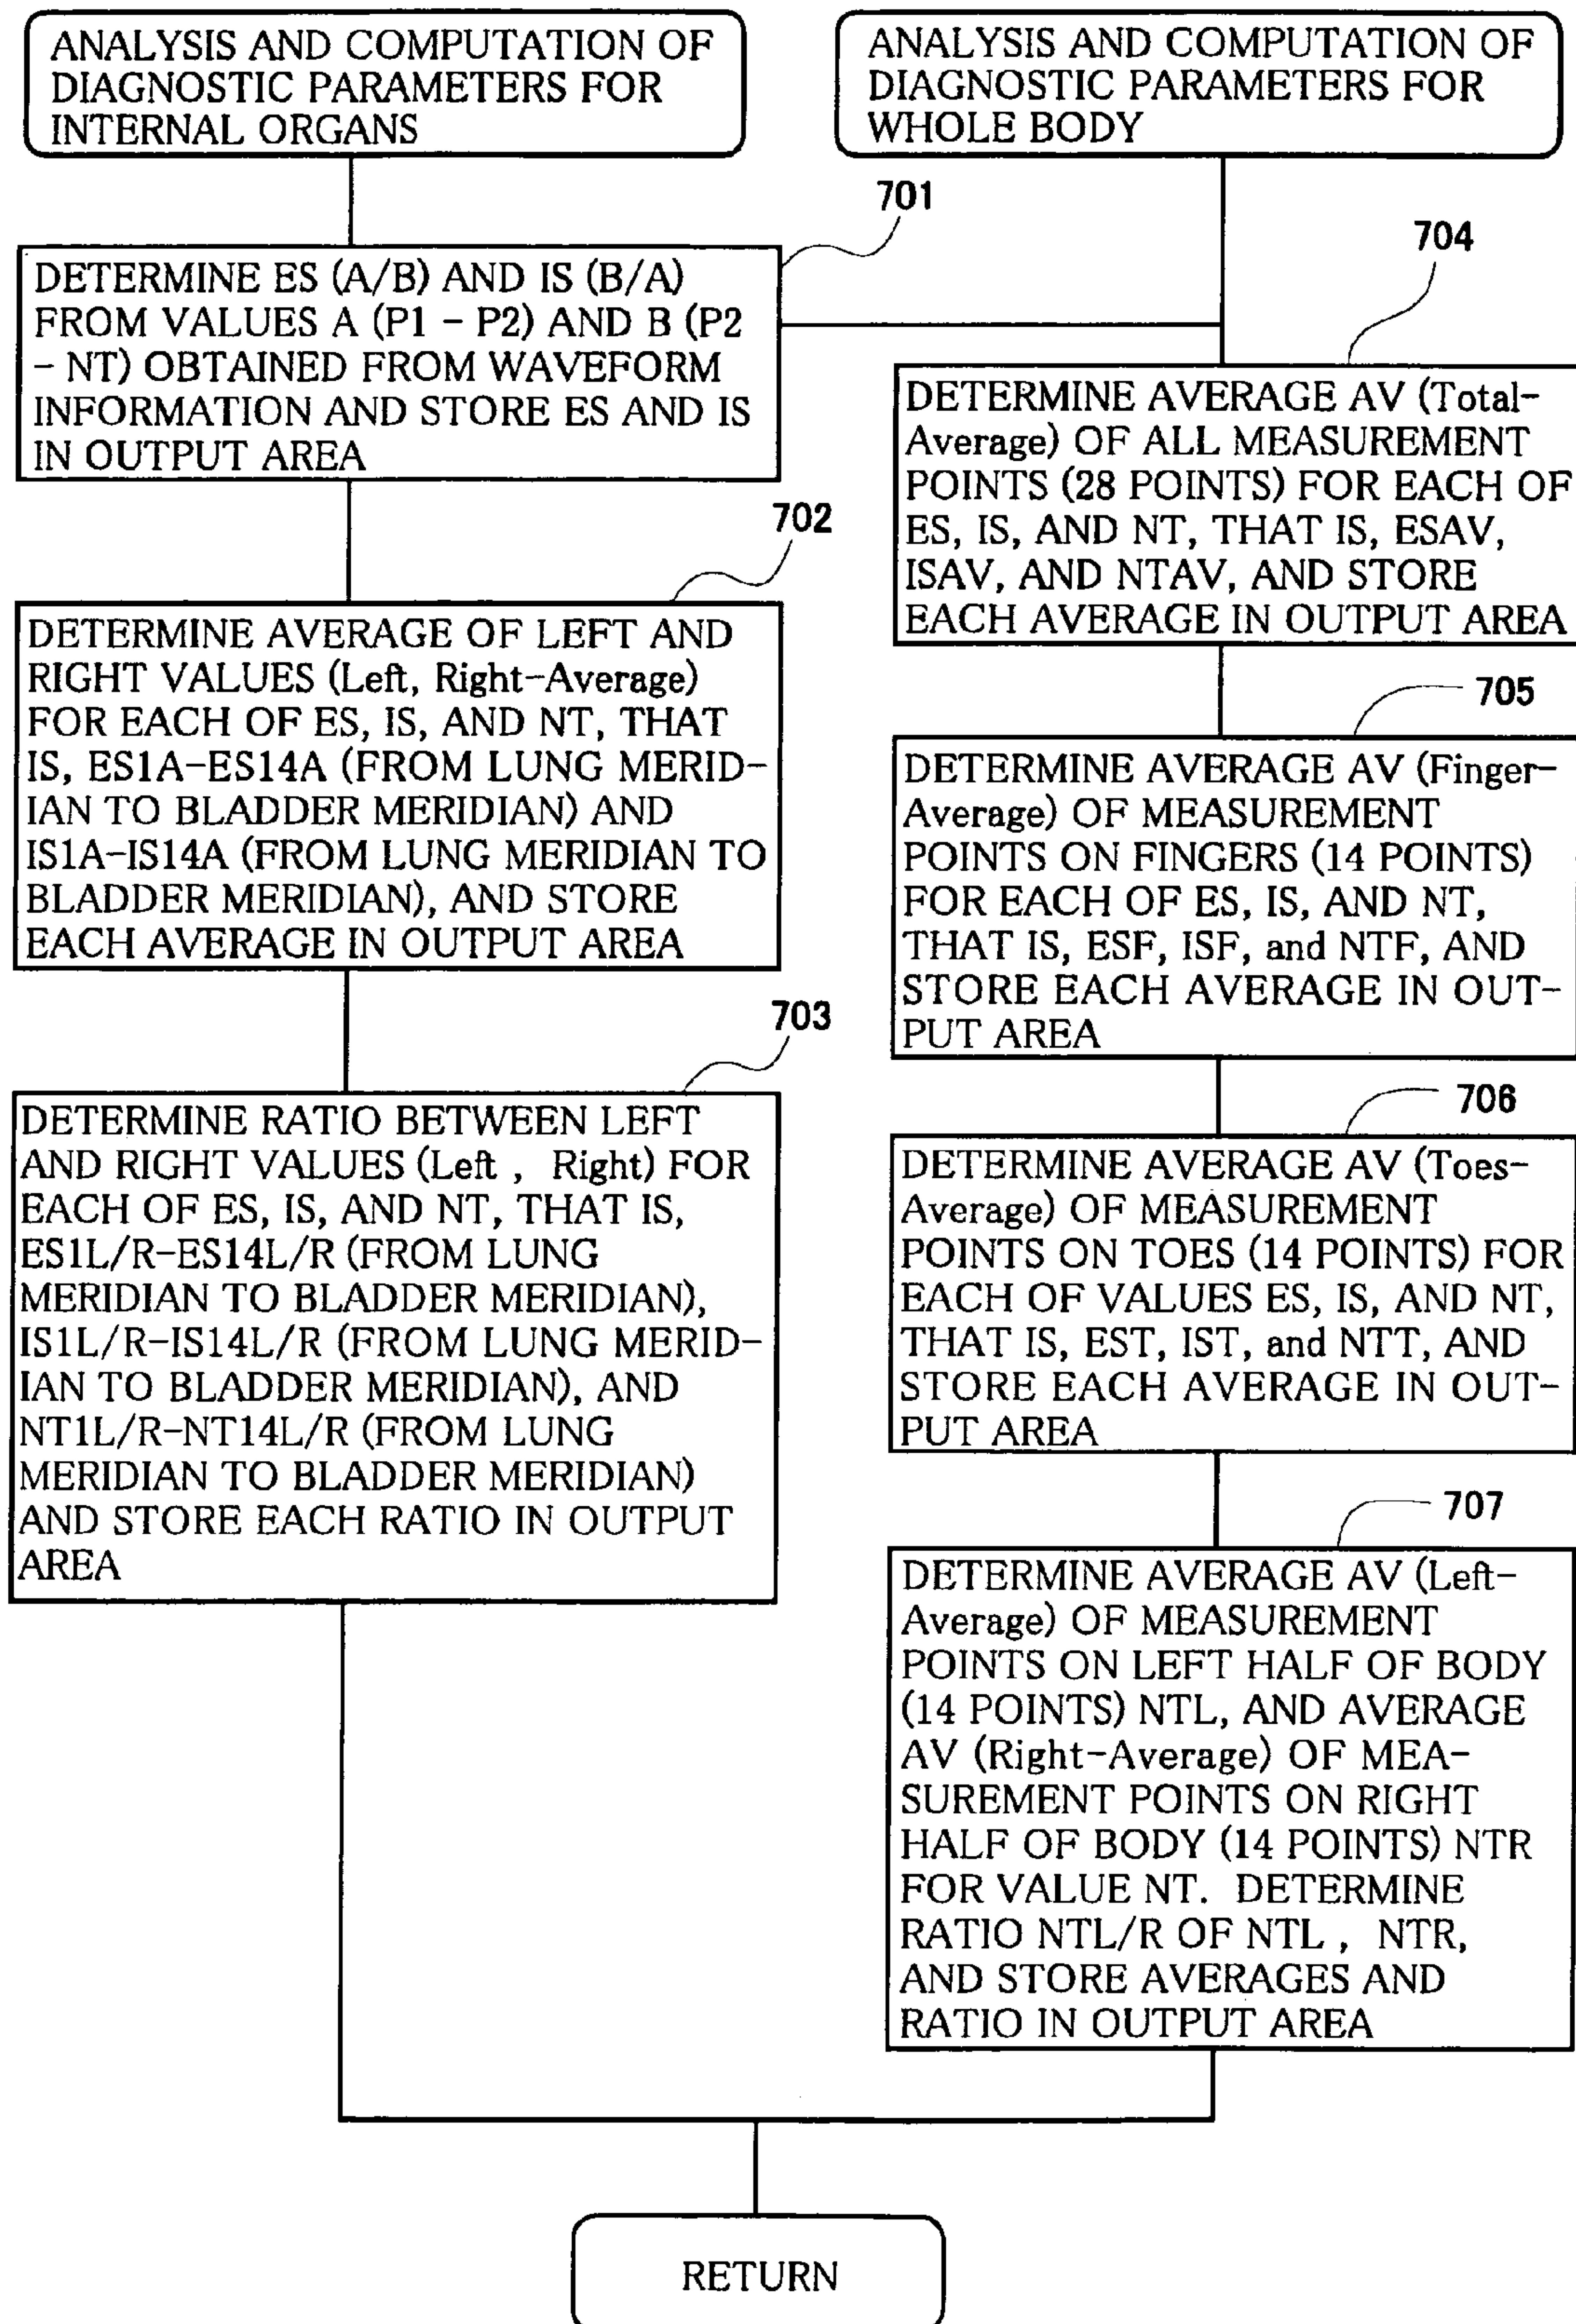 ANALYSIS AND COMPUTATION OF
DIAGNOSTIC PARAMETERS FOR
INTERNAL ORGANS
701
DETERMINE ES (A/B) AND IS (B/A)
FROM VALUES A (P1 - P2) AND B (P2
- NT) OBTAINED FROM WAVEFORM
INFORMATION AND STORE ES AND IS
IN OUTPUT AREA
702
DETERMINE AVERAGE OF LEFT AND
RIGHT VALUES (Left, Right-Average)
FOR EACH OF ES, IS, AND NT, THAT
IS, ES1A-ES14A (FROM LUNG MERID-
IAN TO BLADDER MERIDIAN) AND
IS1A-IS14A (FROM LUNG MERIDIAN TO
BLADDER MERIDIAN), AND STORE
EACH AVERAGE IN OUTPUT AREA
703
DETERMINE RATIO BETWEEN LEFT
AND RIGHT VALUES (Left , Right) FOR
EACH OF ES, IS, AND NT, THAT IS,
ES1L/R-ES14L/R (FROM LUNG
MERIDIAN TO BLADDER MERIDIAN),
IS1L/R-IS14L/R (FROM LUNG MERID-
IAN TO BLADDER MERIDIAN), AND
NT1L/R-NT14L/R (FROM LUNG
MERIDIAN TO BLADDER MERIDIAN)
AND STORE EACH RATIO IN OUTPUT
AREA
ANALYSIS AND COMPUTATION OF
DIAGNOSTIC PARAMETERS FOR
WHOLE BODY
704
DETERMINE AVERAGE AV (Total-
Average) OF ALL MEASUREMENT
POINTS (28 POINTS) FOR EACH OF
ES, IS, AND NT, THAT IS, ESAV,
ISAV, AND NTAV, AND STORE
EACH AVERAGE IN OUTPUT AREA
705
DETERMINE AVERAGE AV (Finger-
Average) OF MEASUREMENT
POINTS ON FINGERS (14 POINTS)
FOR EACH OF ES, IS, AND NT,
THAT IS, ESF, ISF, and NTF, AND
STORE EACH AVERAGE IN OUT-
PUT AREA
706
DETERMINE AVERAGE AV (Toes-
Average) OF MEASUREMENT
POINTS ON TOES (14 POINTS) FOR
EACH OF VALUES ES, IS, AND NT,
THAT IS, EST, IST, and NTT, AND
STORE EACH AVERAGE IN OUT-
PUT AREA
707
DETERMINE AVERAGE AV (Left-
Average) OF MEASUREMENT
POINTS ON LEFT HALF OF BODY
(14 POINTS) NTL, AND AVERAGE
AV (Right-Average) OF MEA-
SUREMENT POINTS ON RIGHT
HALF OF BODY (14 POINTS) NTR
FOR VALUE NT. DETERMINE
RATIO NTL/R OF NTL , NTR,
AND STORE AVERAGES AND
RATIO IN OUTPUT AREA
RETURN